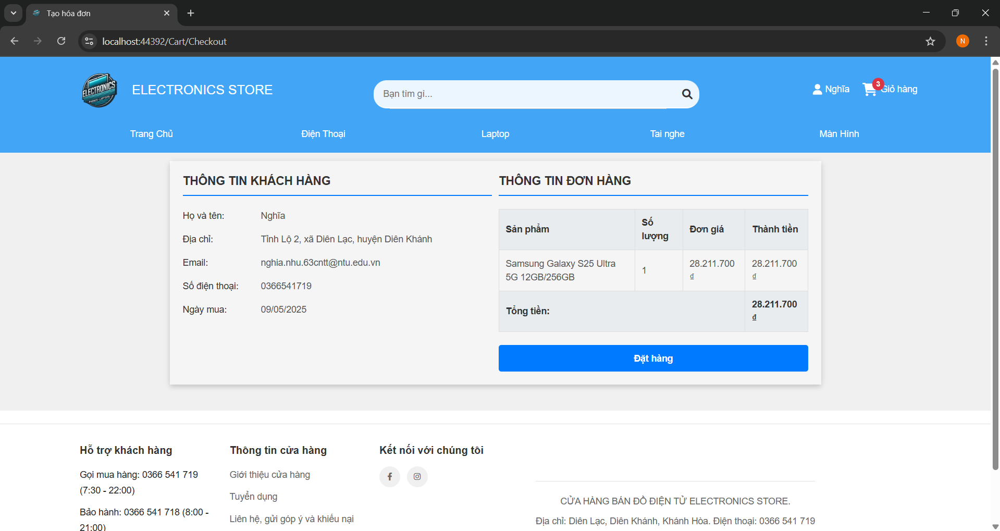 Tạo hóa đơn
localhost:44392/Cart/Checkout
N
ELECTRONICS
PHONES-LAPTOPS
ELECTRONICS STORE
Bạn tìm gì...
Nghĩa
3
Giỏ hàng
Trang Chủ
Điện Thoại
Laptop
Tai nghe
Màn Hình
THÔNG TIN KHÁCH HÀNG
Họ và tên: Nghĩa
Địa chỉ: Tỉnh Lộ 2, xã Diên Lạc, huyện Diên Khánh
Email: nghia.nhu.63cntt@ntu.edu.vn
Số điện thoại: 0366541719
Ngày mua: 09/05/2025
THÔNG TIN ĐƠN HÀNG
Sản phẩm
Số
lượng
Đơn giá
Thành tiền
Samsung Galaxy S25 Ultra
5G 12GB/256GB
1
28.211.700
₫
28.211.700
₫
Tổng tiền:
28.211.700
₫
Đặt hàng
Hỗ trợ khách hàng
Gọi mua hàng: 0366 541 719
(7:30 - 22:00)
Bảo hành: 0366 541 718 (8:00 -
21:00)
Thông tin cửa hàng
Giới thiệu cửa hàng
Tuyển dụng
Liên hệ, gửi góp ý và khiếu nại
Kết nối với chúng tôi
CỬA HÀNG BÁN ĐỒ ĐIỆN TỬ ELECTRONICS STORE.
Địa chỉ: Diên Lạc, Diên Khánh, Khánh Hòa. Điện thoại: 0366 541 719